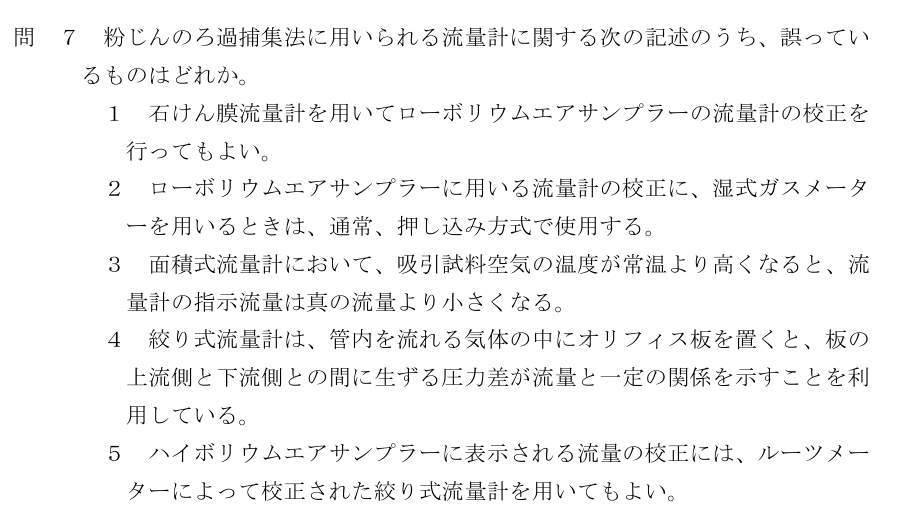 問 ７ 粉じんのろ過捕集法に用いられる流量計に関する次の記述のうち、誤ってい
るものはどれか。
１ 石けん膜流量計を用いてローボリウムエアサンプラーの流量計の校正を
行ってもよい。
２ ローボリウムエアサンプラーに用いる流量計の校正に、湿式ガスメータ
ーを用いるときは、通常、押し込み方式で使用する。
３ 面積式流量計において、吸引試料空気の温度が常温より高くなると、流
量計の指示流量は真の流量より小さくなる。
４ 絞り式流量計は、管内を流れる気体の中にオリフィス板を置くと、板の
上流側と下流側との間に生ずる圧力差が流量と一定の関係を示すことを利
用している。
５ ハイボリウムエアサンプラーに表示される流量の校正には、ルーツメー
ターによって校正された絞り式流量計を用いてもよい。